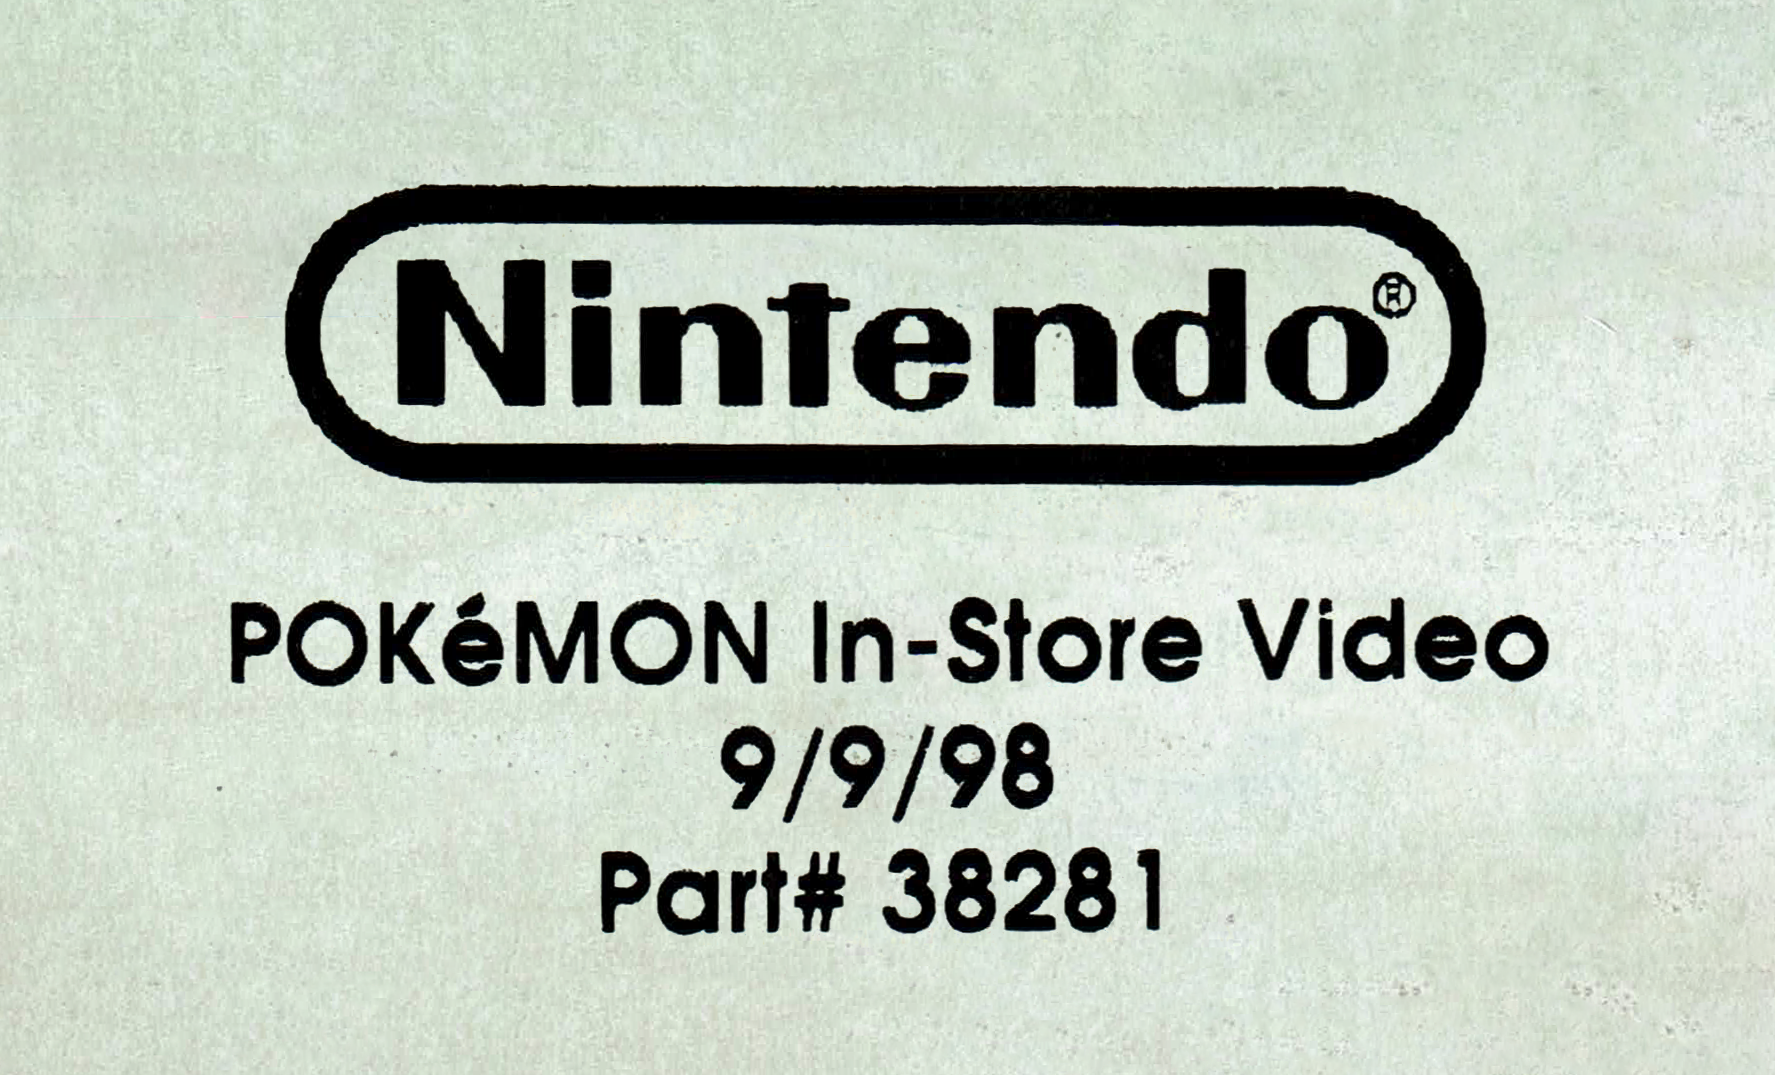 Nintendo®
POKéMON In-Store Video
9/9/98
Part# 38281